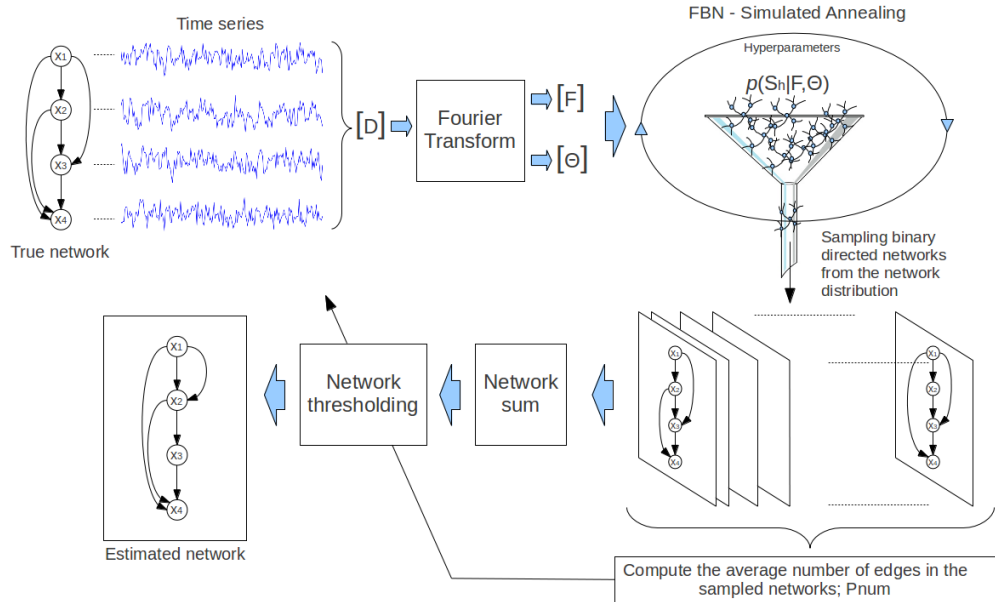 Time series
FBN - Simulated Annealing
Hyperparameters
p(Sh|F,Θ)
X1
X2
X3
X4
True network
[D]
Fourier
Transform
[F]
[Θ]
Sampling binary
directed networks
from the network
distribution
X1
X2
X3
X4
Estimated network
Network
thresholding
Network
sum
X1
X2
X3
X4
X1
X2
X3
X4
Compute the average number of edges in the
sampled networks; Pnum